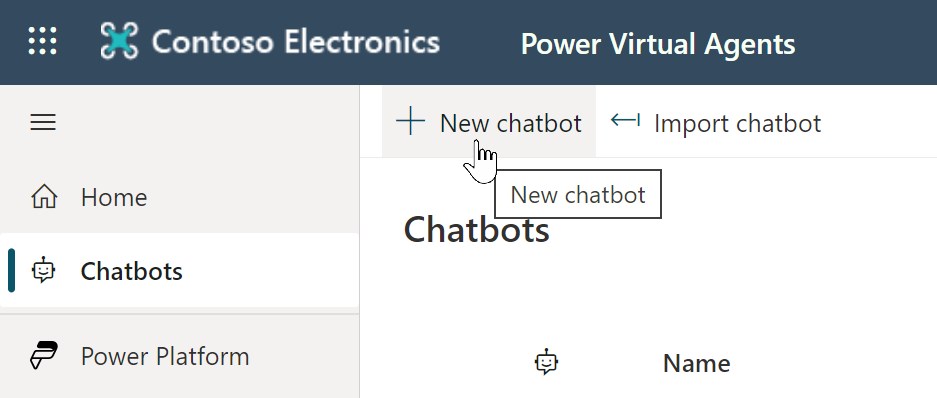 Contoso Electronics Power Virtual Agents
New chatbot Import chatbot
Home
New chatbot
Chatbots
Chatbots
Power Platform
Name